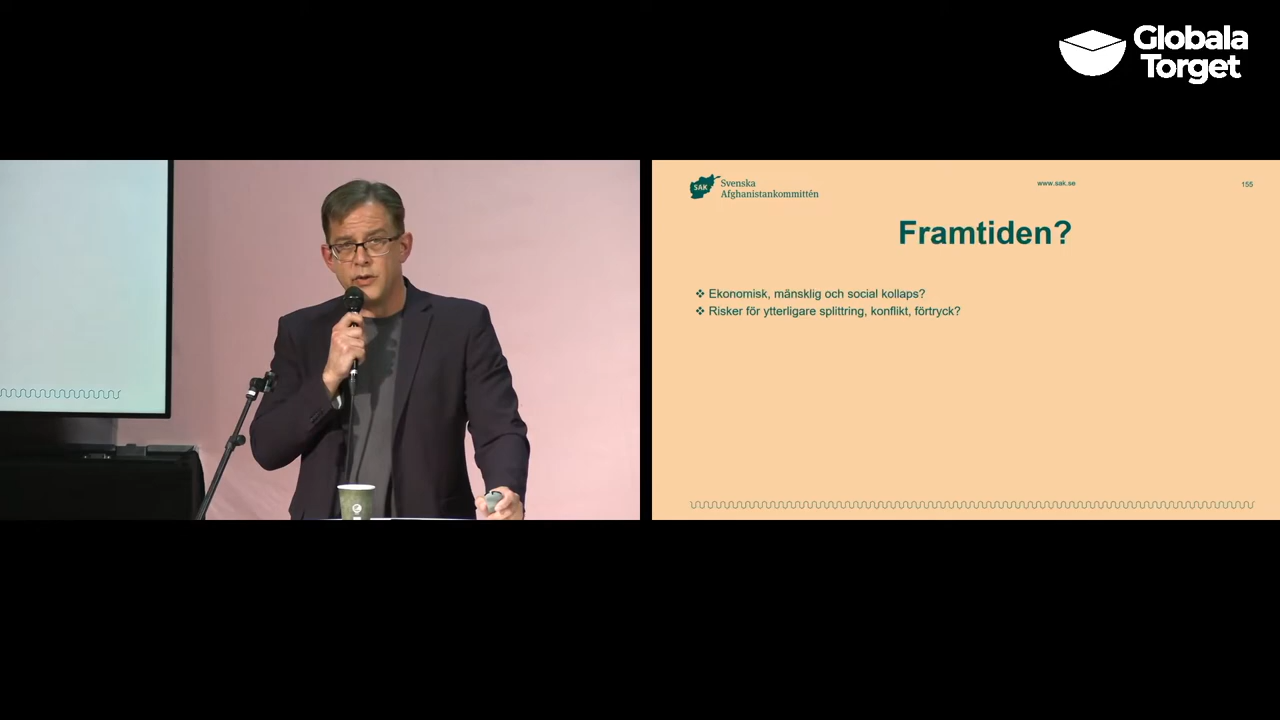 Globala
Torget
SAK
Svenska
Afghanistankommittén
www.sak.se
155
Framtiden?
❖ Ekonomisk, mänsklig och social kollaps?
❖ Risker för ytterligare splittring, konflikt, förtryck?